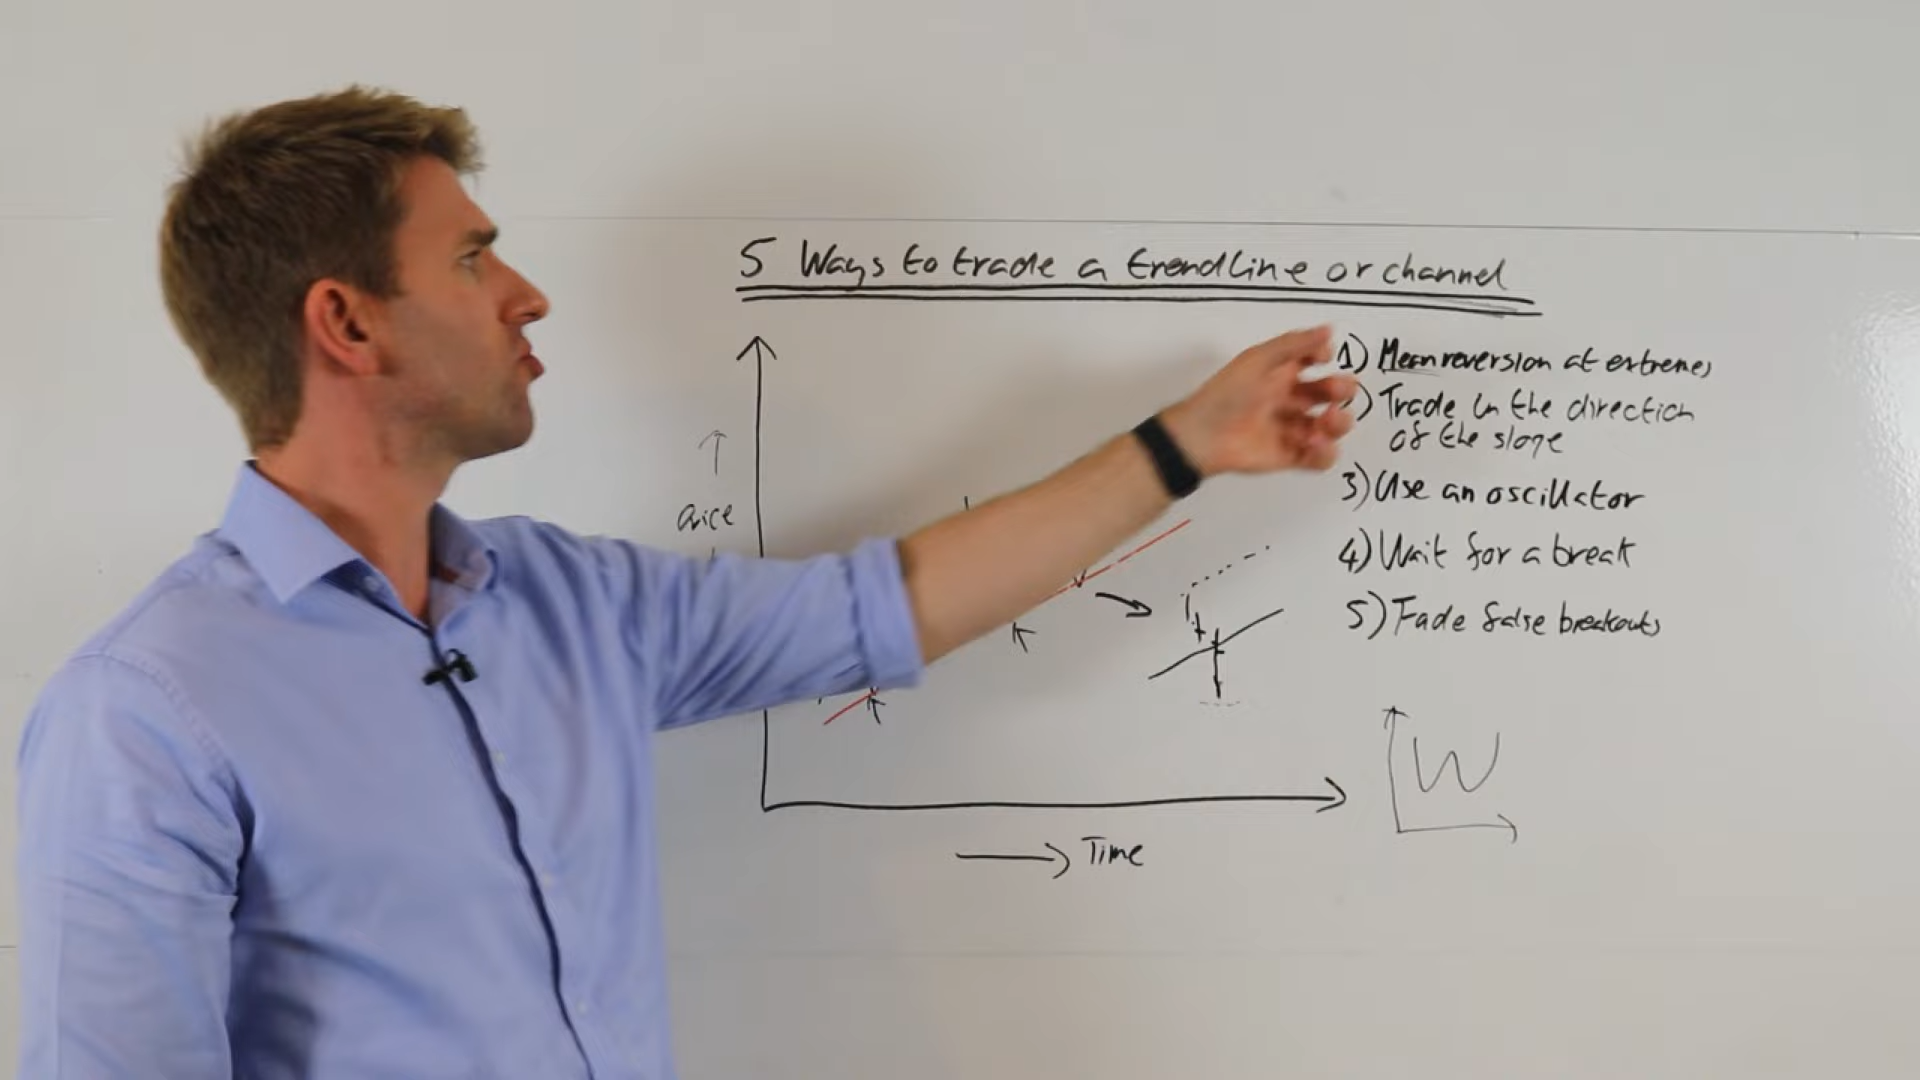 5 Ways to trade a trendline or channel
1) Mean reversion at extremes
) Trade in the direction
of the slope
3) Use an oscillator
4) Wait for a break
5) Fade false breakouts
Price
Time